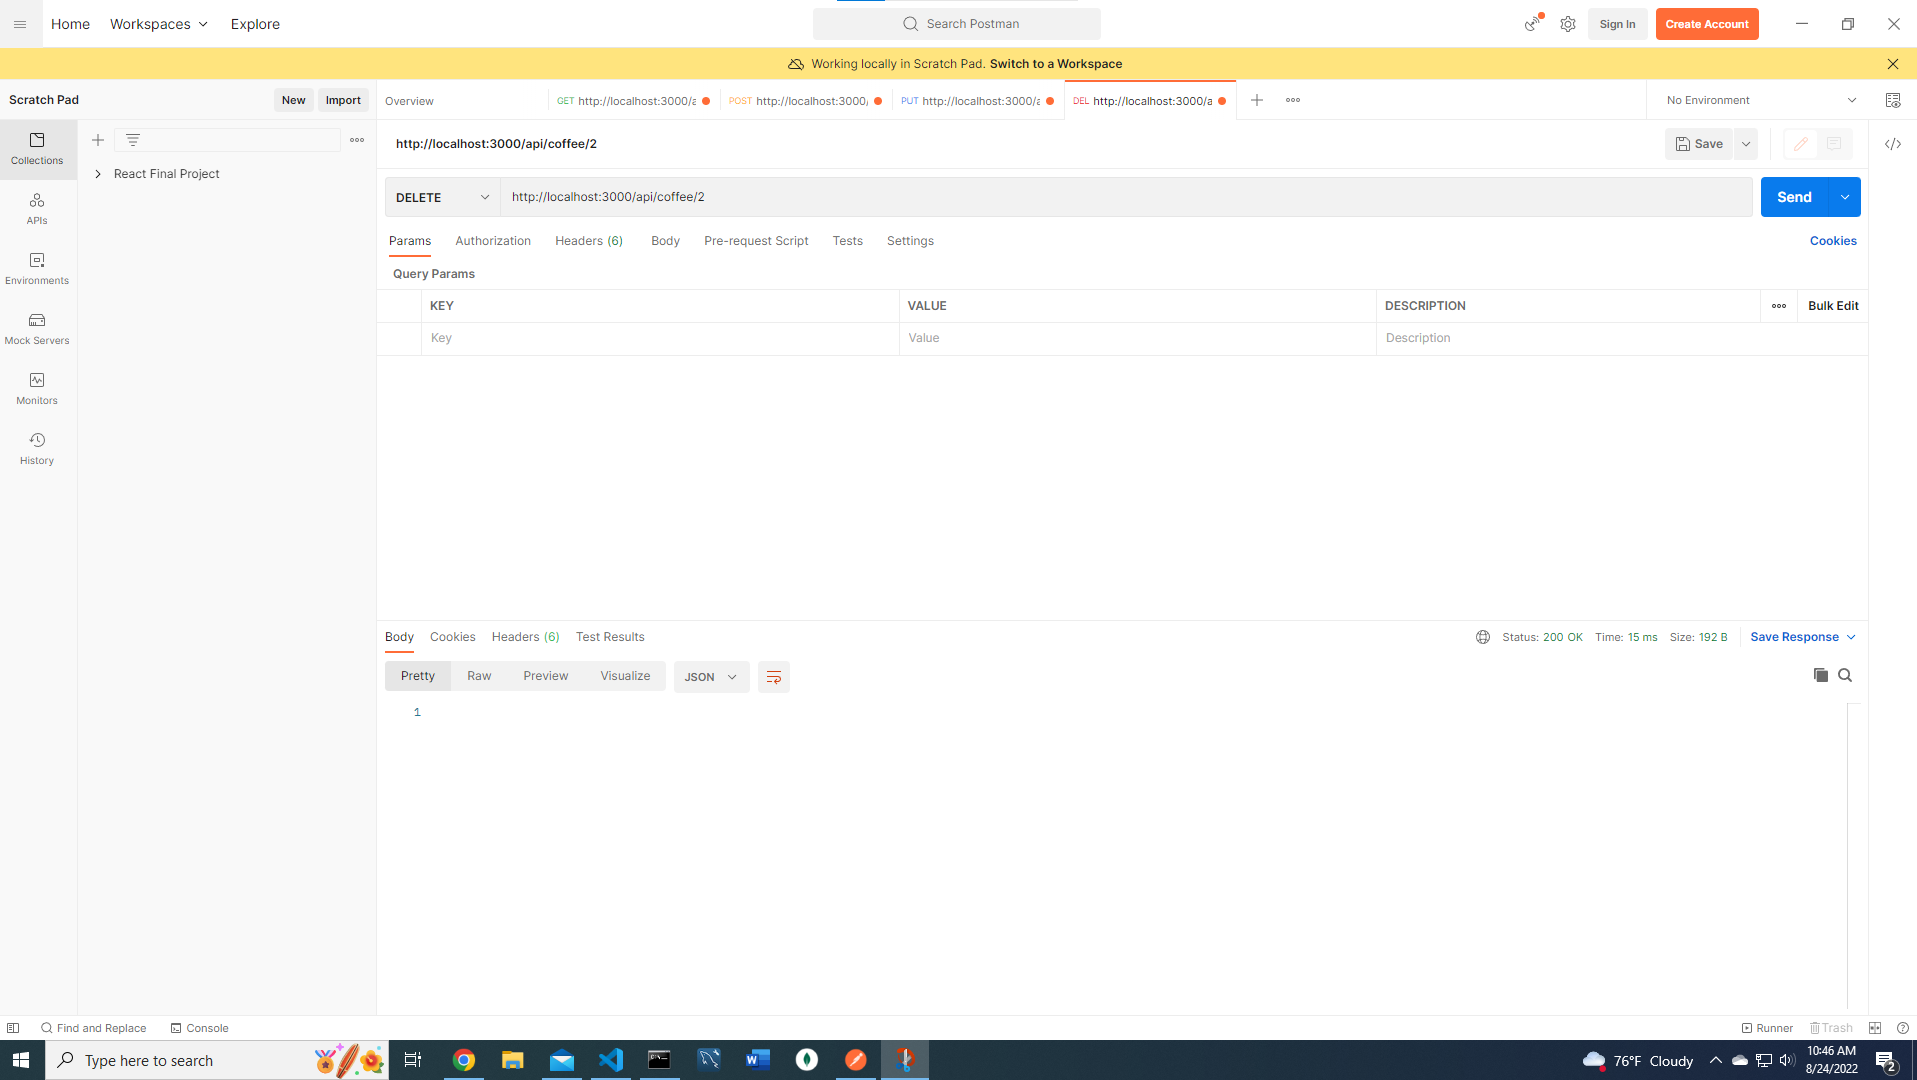 Home Workspaces Explore Search Postman Sign In Create Account
Working locally in Scratch Pad. Switch to a Workspace
Scratch Pad New Import Overview GET http://localhost:3000/a POST http://localhost:3000/ PUT http://localhost:3000/a DEL http://localhost:3000/a No Environment
Collections
APIs
Environments
Mock Servers
Monitors
History
React Final Project
http://localhost:3000/api/coffee/2 Save
DELETE http://localhost:3000/api/coffee/2 Send
Params Authorization Headers (6) Body Pre-request Script Tests Settings Cookies
Query Params
KEY VALUE DESCRIPTION Bulk Edit
Key Value Description
Body Cookies Headers (6) Test Results Status: 200 OK Time: 15 ms Size: 192 B Save Response
Pretty Raw Preview Visualize JSON
1
Find and Replace Console Runner Trash
Type here to search 76°F Cloudy 10:46 AM
8/24/2022 2